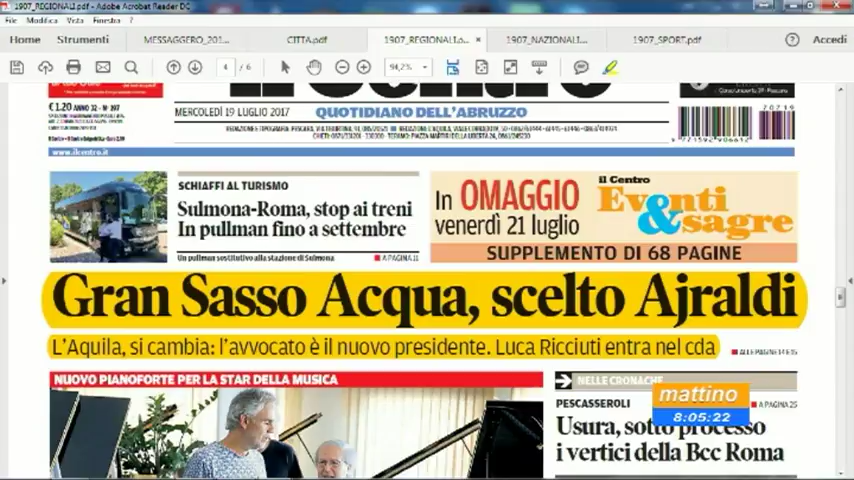 1907_REGIONALI.pdf - Adobe Acrobat Reader DC
File Modifica Vista Finestra ?
Home Strumenti MESSAGGERO_201... CITTA.pdf 1907_REGIONALI.p... × 1907_NAZIONALI... 1907_SPORT.pdf ? Accedi
4 / 6 94,2%
€ 1,20 ANNO 32 - N° 197
MERCOLEDÌ 19 LUGLIO 2017
QUOTIDIANO DELL'ABRUZZO
www.ilcentro.it
SCHIAFFI AL TURISMO
Sulmona-Roma, stop ai treni
In pullman fino a settembre
Un pullman sostitutivo alla stazione di Sulmona
A PAGINA 11
In OMAGGIO
venerdì 21 luglio
il Centro
Eventi
&sagre
SUPPLEMENTO DI 68 PAGINE
Gran Sasso Acqua, scelto Ajraldi
L'Aquila, si cambia: l'avvocato è il nuovo presidente. Luca Ricciuti entra nel cda
ALLE PAGINE 14 E 15
NUOVO PIANOFORTE PER LA STAR DELLA MUSICA
NELLE CRONACHE
mattino
8:05:22
PESCASSEROLI
A PAGINA 25
Usura, sotto processo
i vertici della Bcc Roma